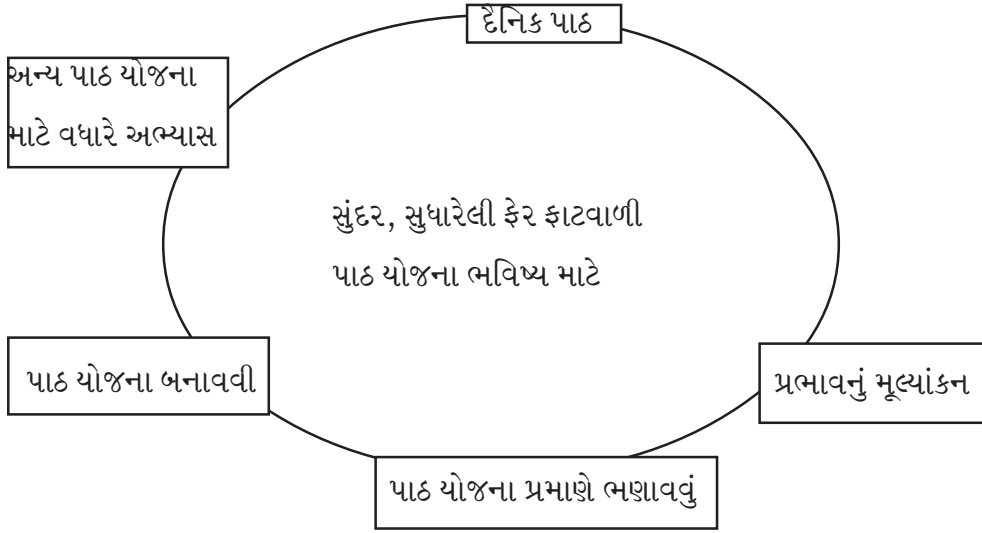 દૈનિક પાઠ
અન્ય પાઠ યોજના
માટે વધારે અભ્યાસ
સુંદર, સુધારેલી ફેર ફાટવાળી
પાઠ યોજના ભવિષ્ય માટે
પાઠ યોજના બનાવવી
પ્રભાવનું મૂલ્યાંકન
પાઠ યોજના પ્રમાણે ભણાવવું